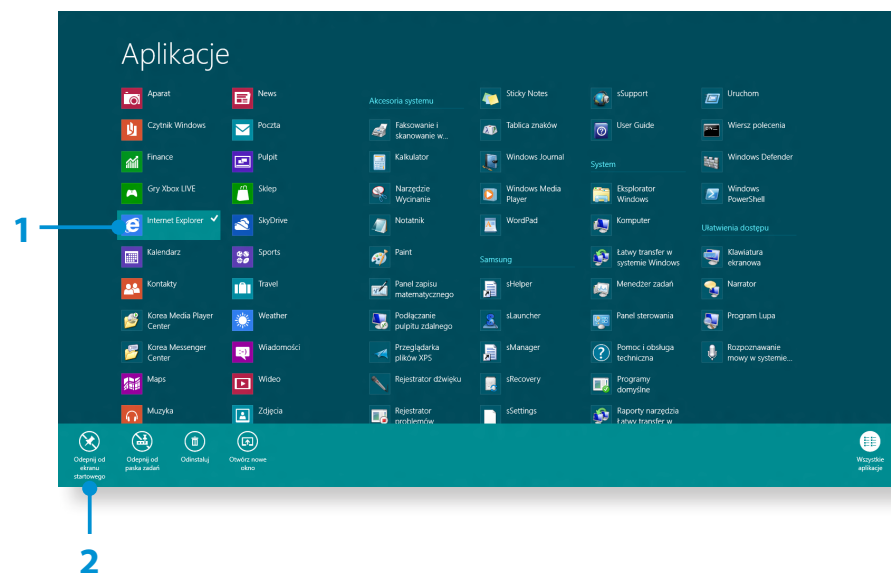 Aplikacje
Aparat
Czytnik Windows
Finance
Gry Xbox LIVE
Internet Explorer
Kalendarz
Kontakty
Korea Media Player
Center
Korea Messenger
Center
Maps
Muzyka
News
Poczta
Pulpit
Sklep
SkyDrive
Sports
Travel
Weather
Wiadomości
Wideo
Zdjęcia
Akcesoria systemu
Faksowanie i
skanowanie w...
Kalkulator
Narzędzie
Wycinanie
Notatnik
Paint
Panel zapisu
matematycznego
Podłączanie
pulpitu zdalnego
Przeglądarka
plików XPS
Rejestrator dźwięku
Rejestrator
problemów
Sticky Notes
Tablica znaków
Windows Journal
Windows Media
Player
WordPad
Samsung
sHelper
sLauncher
sManager
sRecovery
sSettings
sSupport
User Guide
System
Eksplorator
Windows
Komputer
Łatwy transfer w
systemie Windows
Menedżer zadań
Panel sterowania
Pomoc i obsługa
techniczna
Programy
domyślne
Raporty narzędzia
Łatwy transfer w
Uruchom
Wiersz polecenia
Windows Defender
Windows
PowerShell
Ułatwienia dostępu
Klawiatura
ekranowa
Narrator
Program Lupa
Rozpoznawanie
mowy w systemie...
1
Odepnij od
ekranu
startowego
Odepnij od
paska zadań
Odinstaluj
Otwórz nowe
okno
Wszystkie
aplikacje
2